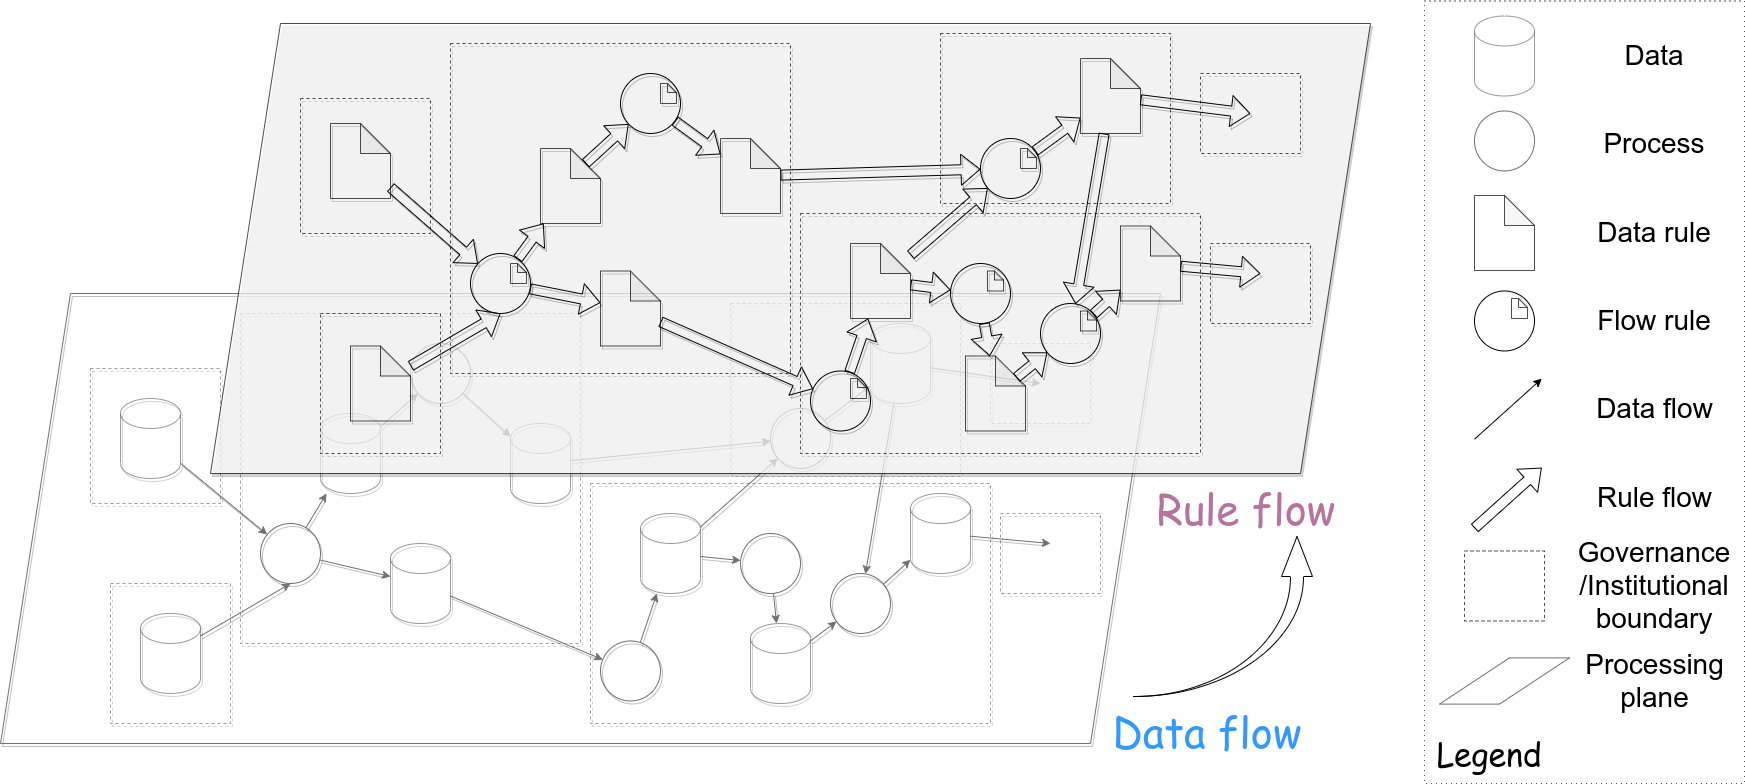 Data
Process
Data rule
Flow rule
Data flow
Rule flow
Governance
/Institutional
boundary
Processing
plane
Legend
Rule flow
Data flow